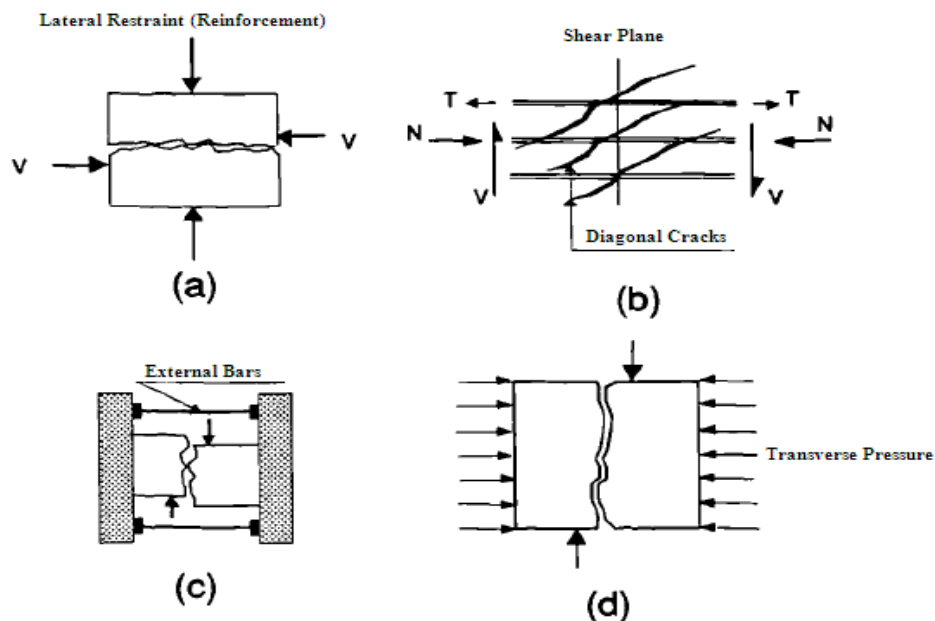 Lateral Restraint (Reinforcement)
V
V
(a)
Shear Plane
T
T
N
N
V
V
Diagonal Cracks
(b)
External Bars
(c)
Transverse Pressure
(d)